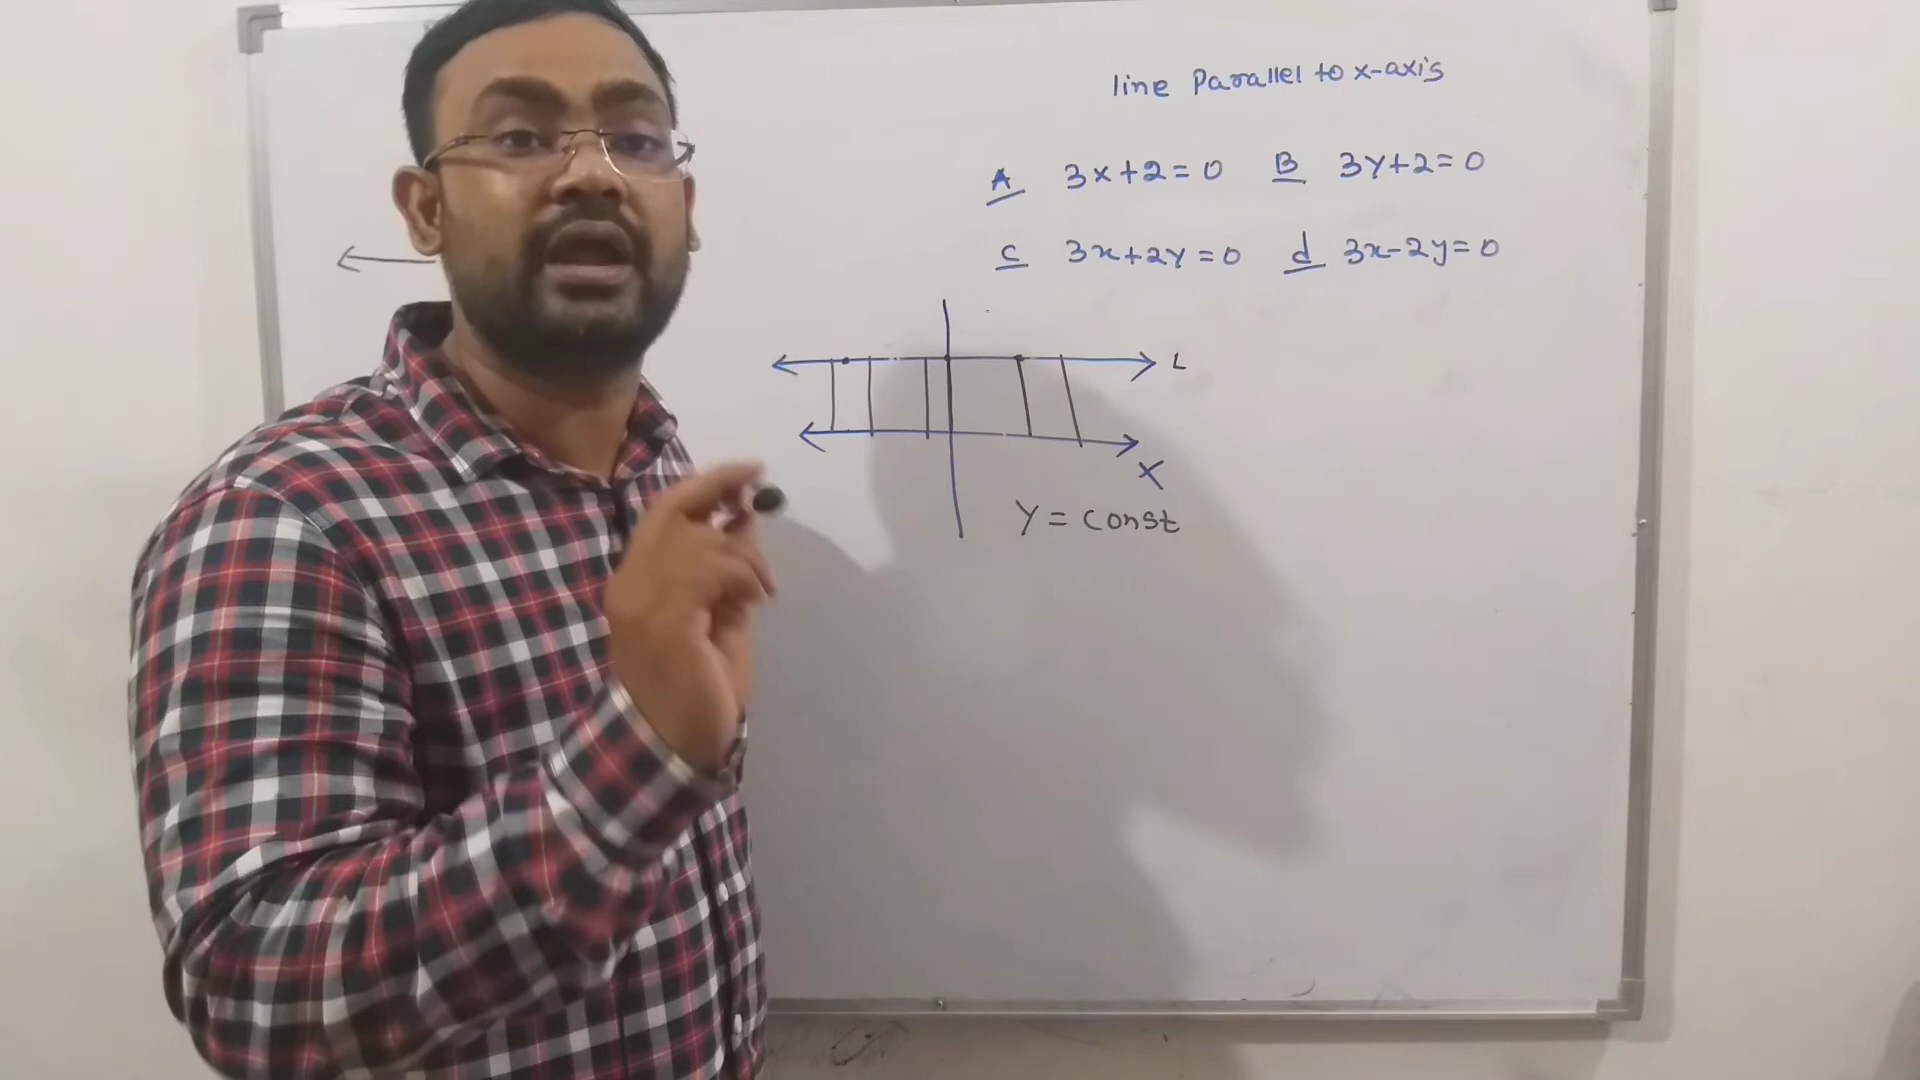 line Parallel to x-axis
A 3x+2=0 B 3y+2=0
C 3x+2y=0 d 3x-2y=0
L
X
Y = const